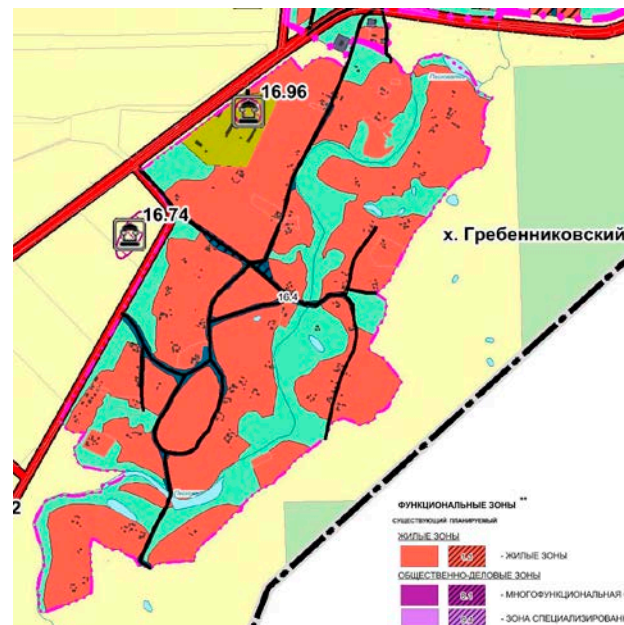 16.96
16.74
х. Гребенниковский
16.4
2
ФУНКЦИОНАЛЬНЫЕ ЗОНЫ **
СУЩЕСТВУЮЩИЙ ПЛАНИРУЕМЫЙ
ЖИЛЫЕ ЗОНЫ
- ЖИЛЫЕ ЗОНЫ
ОБЩЕСТВЕННО-ДЕЛОВЫЕ ЗОНЫ
- МНОГОФУНКЦИОНАЛЬНАЯ
- ЗОНА СПЕЦИАЛИЗИРОВАН